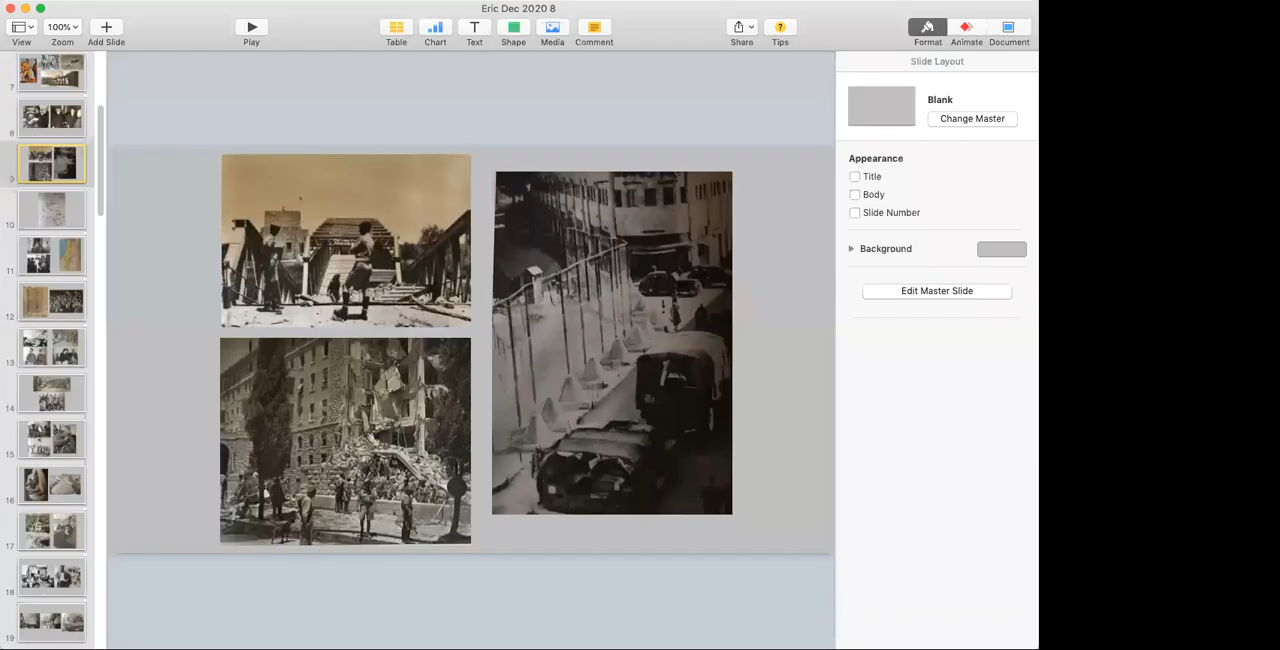 Eric Dec 2020 8
View
100%
Zoom
Add Slide
Play
Table
Chart
Text
Shape
Media
Comment
Share
Tips
Format
Animate
Document
Slide Layout
Blank
Change Master
Appearance
Title
Body
Slide Number
Background
Edit Master Slide
7
8
9
10
11
12
13
14
15
16
17
18
19